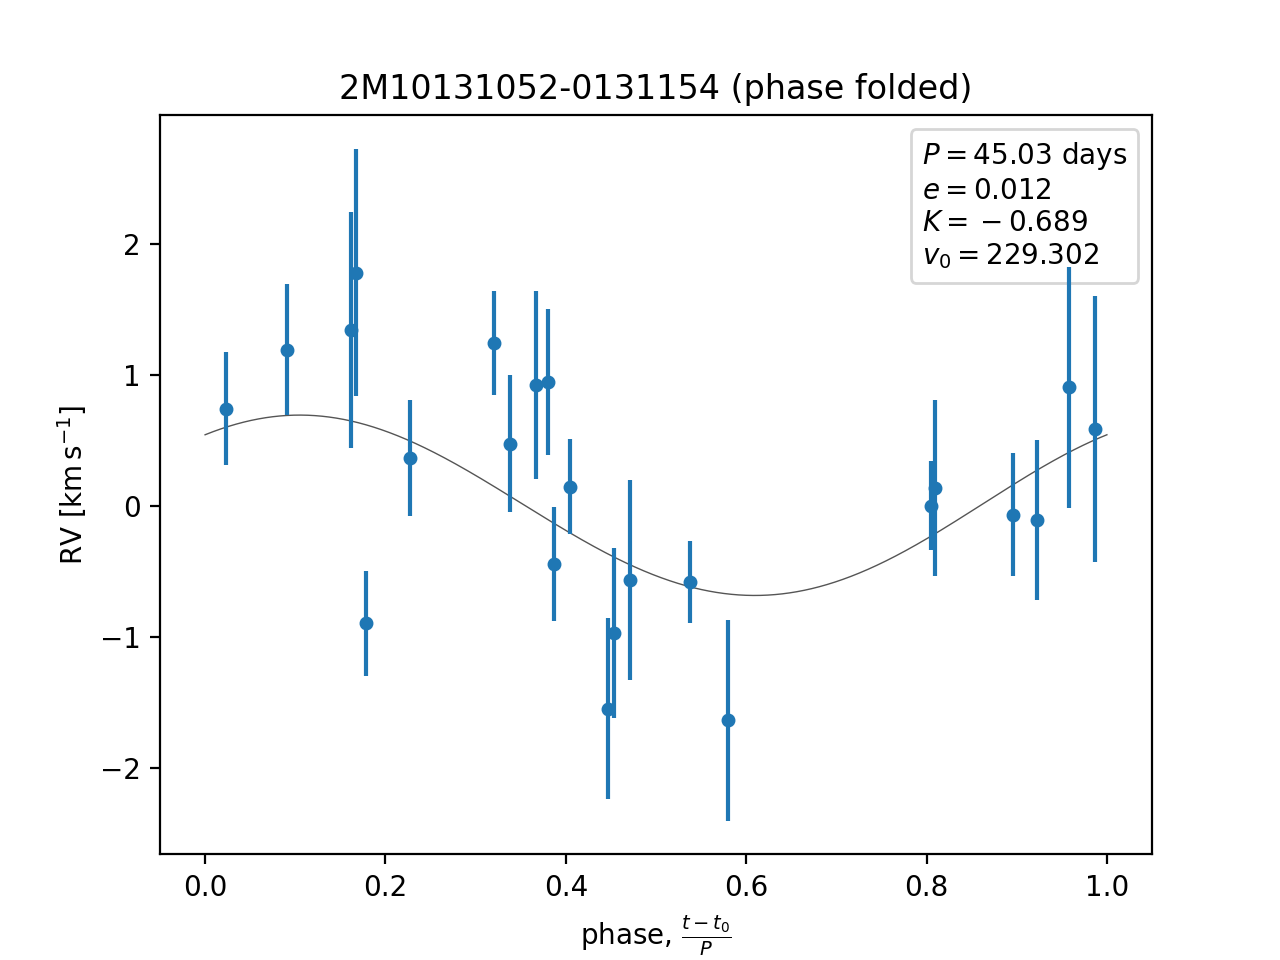 2M10131052-0131154 (phase folded)
P = 45.03 days
e = 0.012
K = −0.689
v₀ = 229.302
RV [km s⁻¹]
2
1
0
−1
−2
0.0 0.2 0.4 0.6 0.8 1.0
phase, (t − t₀)/P